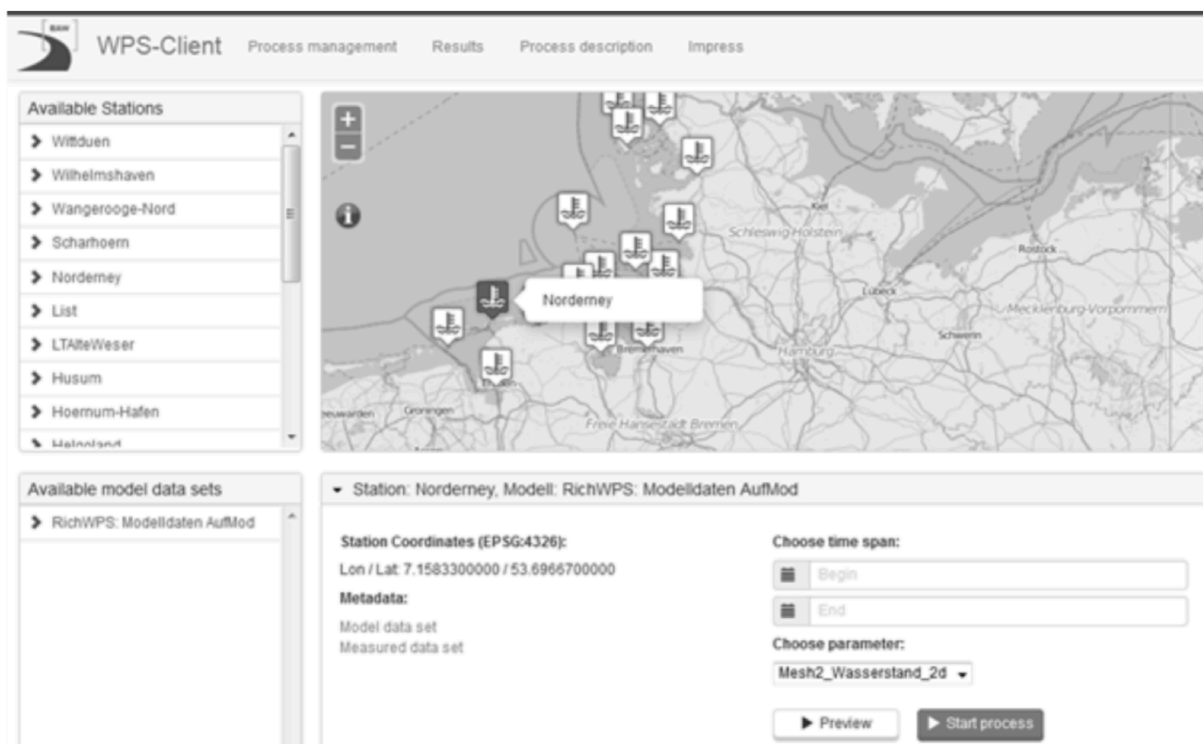 BAW
WPS-Client
Process management
Results
Process description
Impress
Available Stations
Wittduen
Wilhelmshaven
Wangerooge-Nord
Scharhoern
Norderney
List
LTAlteWeser
Husum
Hoernum-Hafen
Helgoland
+
−
i
Kiel
Schleswig-Holstein
Rostock
Norderney
Lübeck
Mecklenburg-Vorpommern
Schwerin
Bremerhaven
Hamburg
Groningen
Freie Hansestadt Bremen
Available model data sets
RichWPS: Modelldaten AufMod
Station: Norderney, Modell: RichWPS: Modelldaten AufMod
Station Coordinates (EPSG:4326):
Lon / Lat: 7.1583300000 / 53.6966700000
Metadata:
Model data set
Measured data set
Choose time span:
Begin
End
Choose parameter:
Mesh2_Wasserstand_2d
Preview
Start process